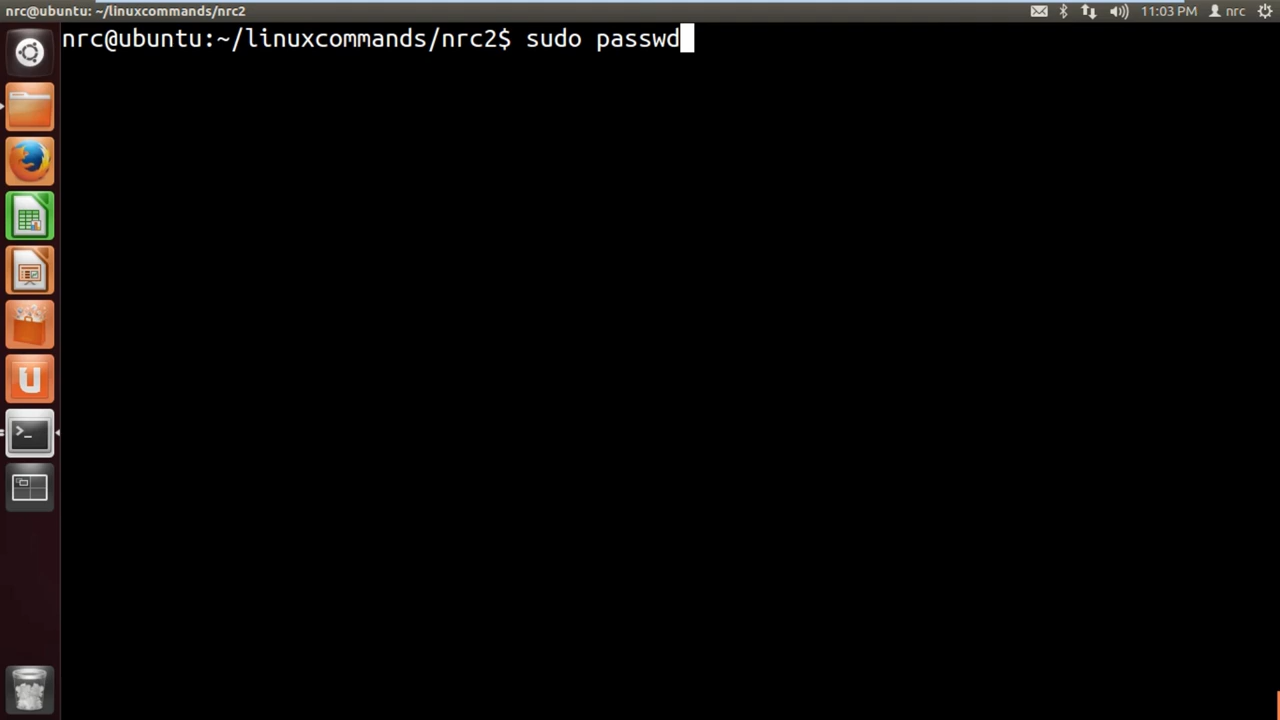 nrc@ubuntu: ~/linuxcommands/nrc2
11:03 PM
nrc
nrc@ubuntu:~/linuxcommands/nrc2$ sudo passwd